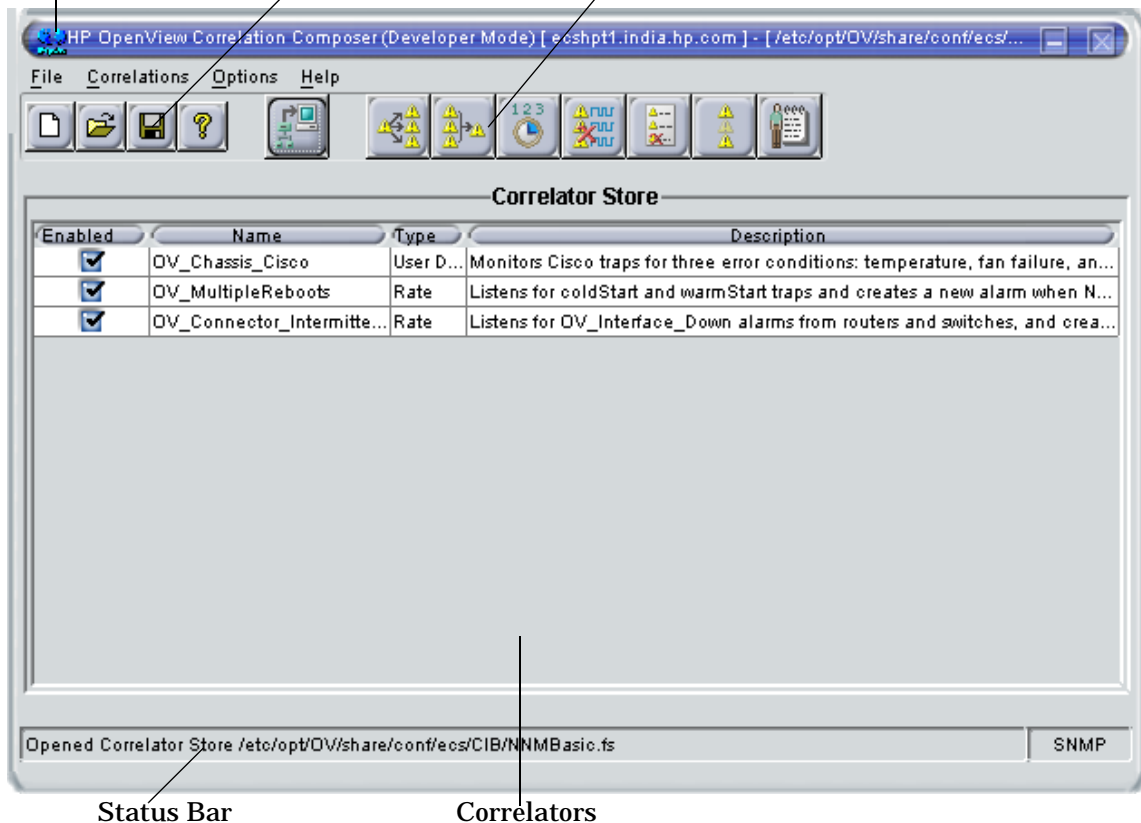 HP OpenView Correlation Composer (Developer Mode) [ ecshpt1.india.hp.com ] - [ /etc/opt/OV/share/conf/ecs/...
File Correlations Options Help
1 2 3
Correlator Store
Enabled Name Type Description
OV_Chassis_Cisco User D... Monitors Cisco traps for three error conditions: temperature, fan failure, an...
OV_MultipleReboots Rate Listens for coldStart and warmStart traps and creates a new alarm when N...
OV_Connector_Intermitte... Rate Listens for OV_Interface_Down alarms from routers and switches, and crea...
Opened Correlator Store /etc/opt/OV/share/conf/ecs/CIB/NNMBasic.fs SNMP
Status Bar Correlators